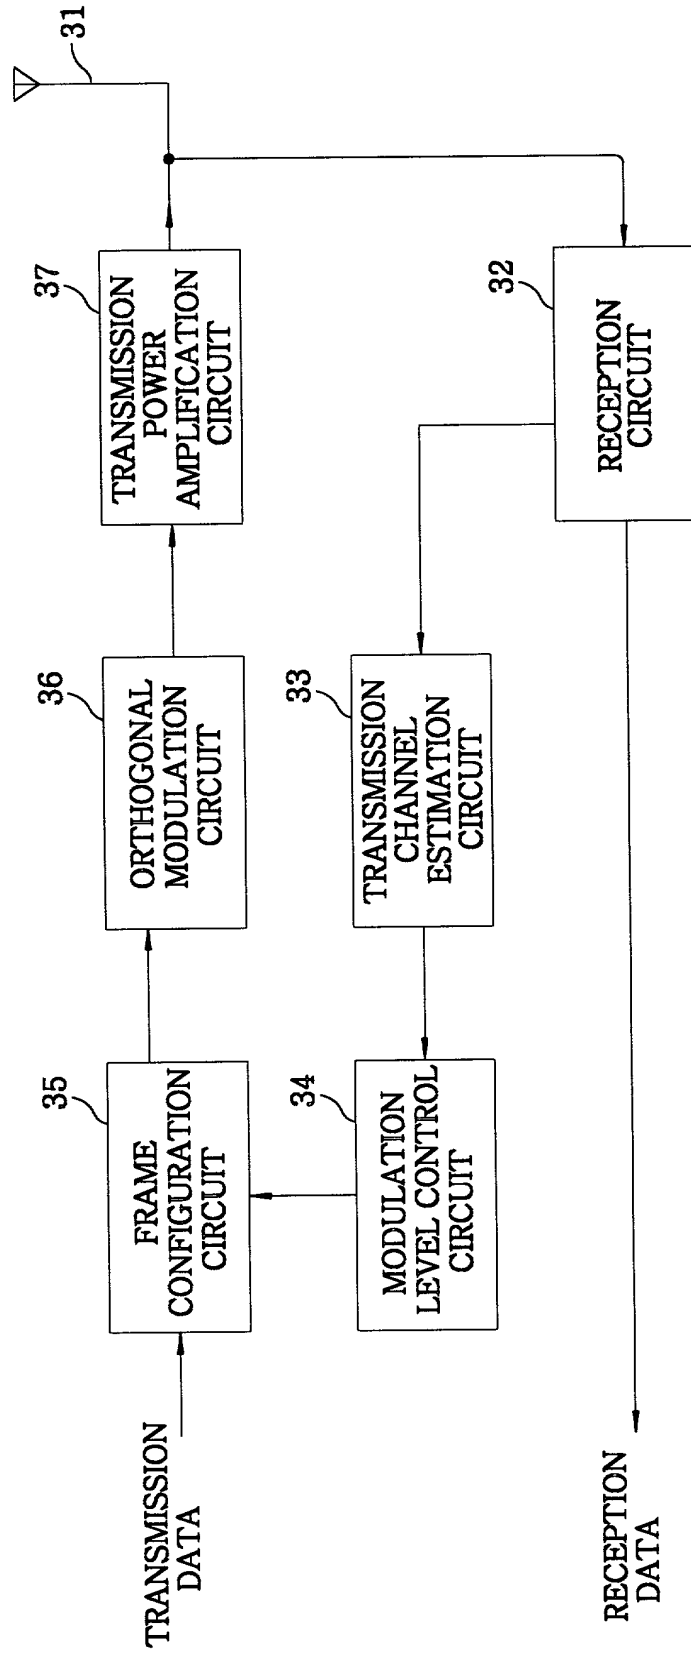 31
37
TRANSMISSION
POWER
AMPLIFICATION
CIRCUIT
36
ORTHOGONAL
MODULATION
CIRCUIT
35
FRAME
CONFIGURATION
CIRCUIT
TRANSMISSION
DATA
32
RECEPTION
CIRCUIT
33
TRANSMISSION
CHANNEL
ESTIMATION
CIRCUIT
34
MODULATION
LEVEL CONTROL
CIRCUIT
RECEPTION
DATA